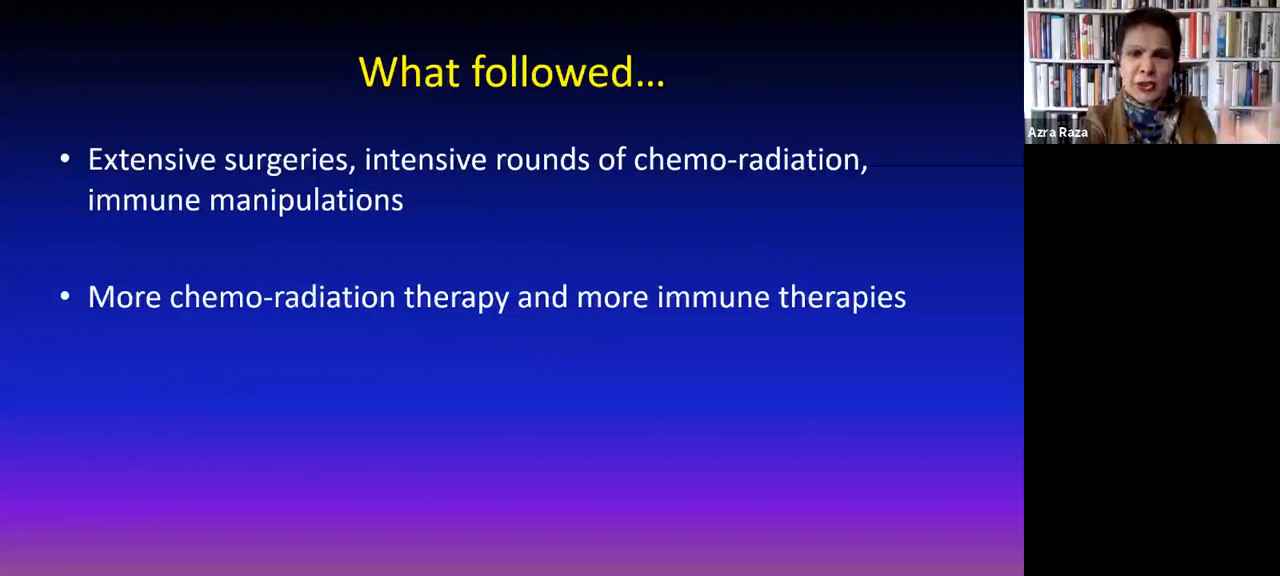 What followed...
• Extensive surgeries, intensive rounds of chemo-radiation,
immune manipulations
• More chemo-radiation therapy and more immune therapies
Azra Raza